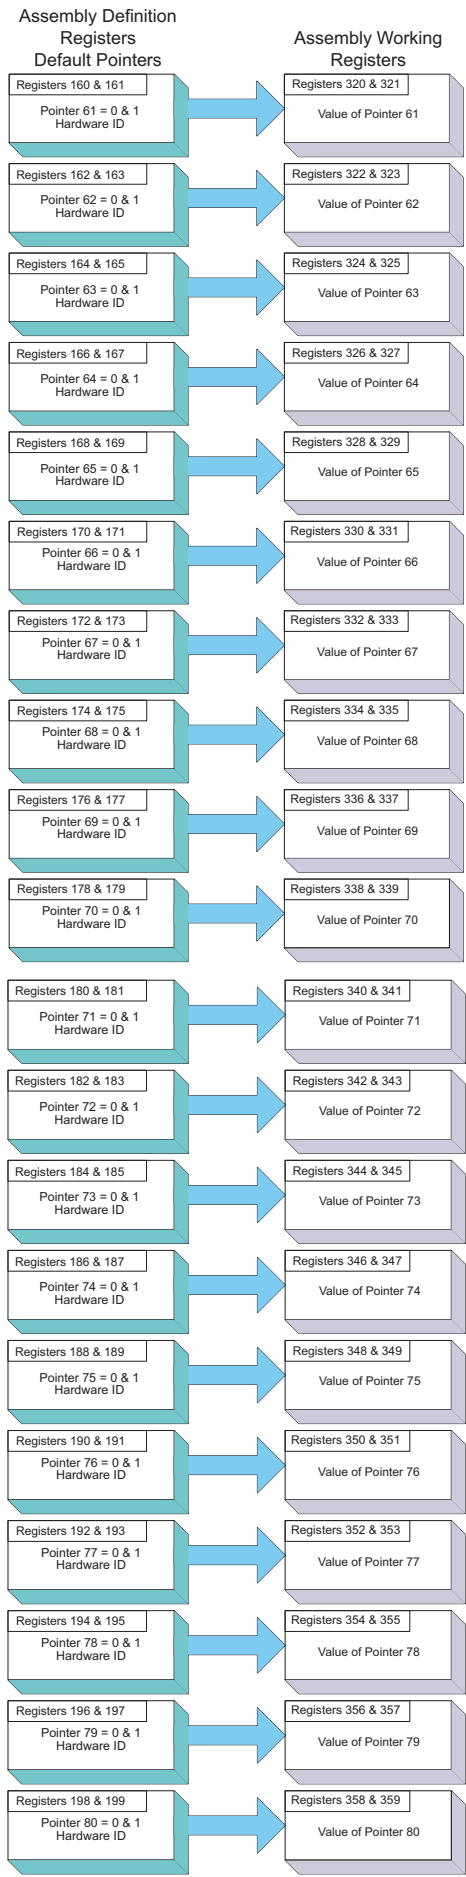 Assembly Definition
Registers
Default Pointers
Assembly Working
Registers
Registers 160 & 161
Pointer 61 = 0 & 1
Hardware ID
Registers 320 & 321
Value of Pointer 61
Registers 162 & 163
Pointer 62 = 0 & 1
Hardware ID
Registers 322 & 323
Value of Pointer 62
Registers 164 & 165
Pointer 63 = 0 & 1
Hardware ID
Registers 324 & 325
Value of Pointer 63
Registers 166 & 167
Pointer 64 = 0 & 1
Hardware ID
Registers 326 & 327
Value of Pointer 64
Registers 168 & 169
Pointer 65 = 0 & 1
Hardware ID
Registers 328 & 329
Value of Pointer 65
Registers 170 & 171
Pointer 66 = 0 & 1
Hardware ID
Registers 330 & 331
Value of Pointer 66
Registers 172 & 173
Pointer 67 = 0 & 1
Hardware ID
Registers 332 & 333
Value of Pointer 67
Registers 174 & 175
Pointer 68 = 0 & 1
Hardware ID
Registers 334 & 335
Value of Pointer 68
Registers 176 & 177
Pointer 69 = 0 & 1
Hardware ID
Registers 336 & 337
Value of Pointer 69
Registers 178 & 179
Pointer 70 = 0 & 1
Hardware ID
Registers 338 & 339
Value of Pointer 70
Registers 180 & 181
Pointer 71 = 0 & 1
Hardware ID
Registers 340 & 341
Value of Pointer 71
Registers 182 & 183
Pointer 72 = 0 & 1
Hardware ID
Registers 342 & 343
Value of Pointer 72
Registers 184 & 185
Pointer 73 = 0 & 1
Hardware ID
Registers 344 & 345
Value of Pointer 73
Registers 186 & 187
Pointer 74 = 0 & 1
Hardware ID
Registers 346 & 347
Value of Pointer 74
Registers 188 & 189
Pointer 75 = 0 & 1
Hardware ID
Registers 348 & 349
Value of Pointer 75
Registers 190 & 191
Pointer 76 = 0 & 1
Hardware ID
Registers 350 & 351
Value of Pointer 76
Registers 192 & 193
Pointer 77 = 0 & 1
Hardware ID
Registers 352 & 353
Value of Pointer 77
Registers 194 & 195
Pointer 78 = 0 & 1
Hardware ID
Registers 354 & 355
Value of Pointer 78
Registers 196 & 197
Pointer 79 = 0 & 1
Hardware ID
Registers 356 & 357
Value of Pointer 79
Registers 198 & 199
Pointer 80 = 0 & 1
Hardware ID
Registers 358 & 359
Value of Pointer 80